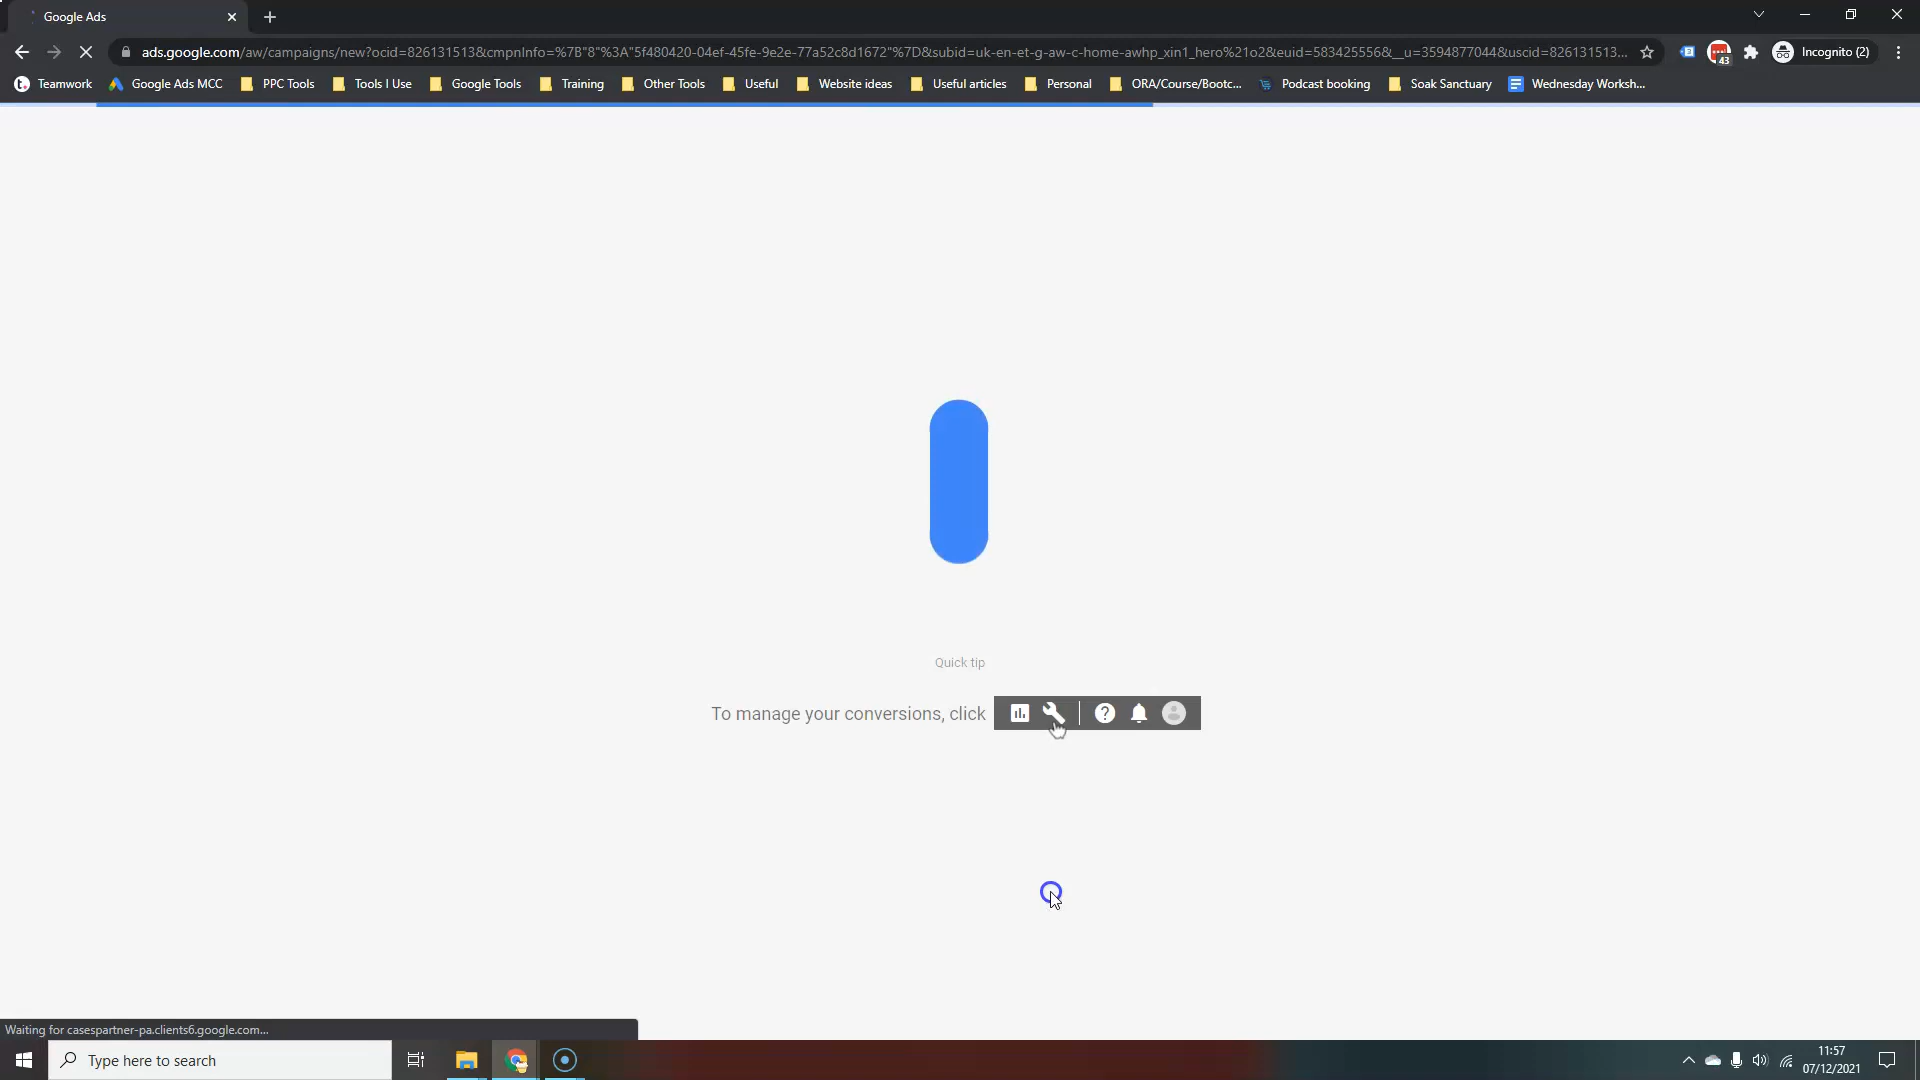 Google Ads
ads.google.com/aw/campaigns/new?ocid=826131513&cmpnInfo=%7B"8"%3A"5f480420-04ef-45fe-9e2e-77a52c8d1672"%7D&subid=uk-en-et-g-aw-c-home-awhp_xin1_hero%21o2&euid=583425556&__u=3594877044&uscid=826131513...
43
Incognito (2)
Teamwork
Google Ads MCC
PPC Tools
Tools I Use
Google Tools
Training
Other Tools
Useful
Website ideas
Useful articles
Personal
ORA/Course/Bootc...
Podcast booking
Soak Sanctuary
Wednesday Worksh...
Quick tip
To manage your conversions, click
Waiting for casespartner-pa.clients6.google.com...
Type here to search
11:57
07/12/2021